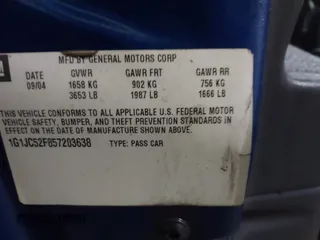 GM
MFD BY GENERAL MOTORS CORP
DATE GVWR GAWR FRT GAWR RR
09/04 1658 KG 902 KG 756 KG
3653 LB 1987 LB 1666 LB
THIS VEHICLE CONFORMS TO ALL APPLICABLE U.S. FEDERAL MOTOR
VEHICLE SAFETY, BUMPER, AND THEFT PREVENTION STANDARDS IN
EFFECT ON THE DATE OF MANUFACTURE SHOWN ABOVE.
1G1JC52F857203638 TYPE: PASS CAR